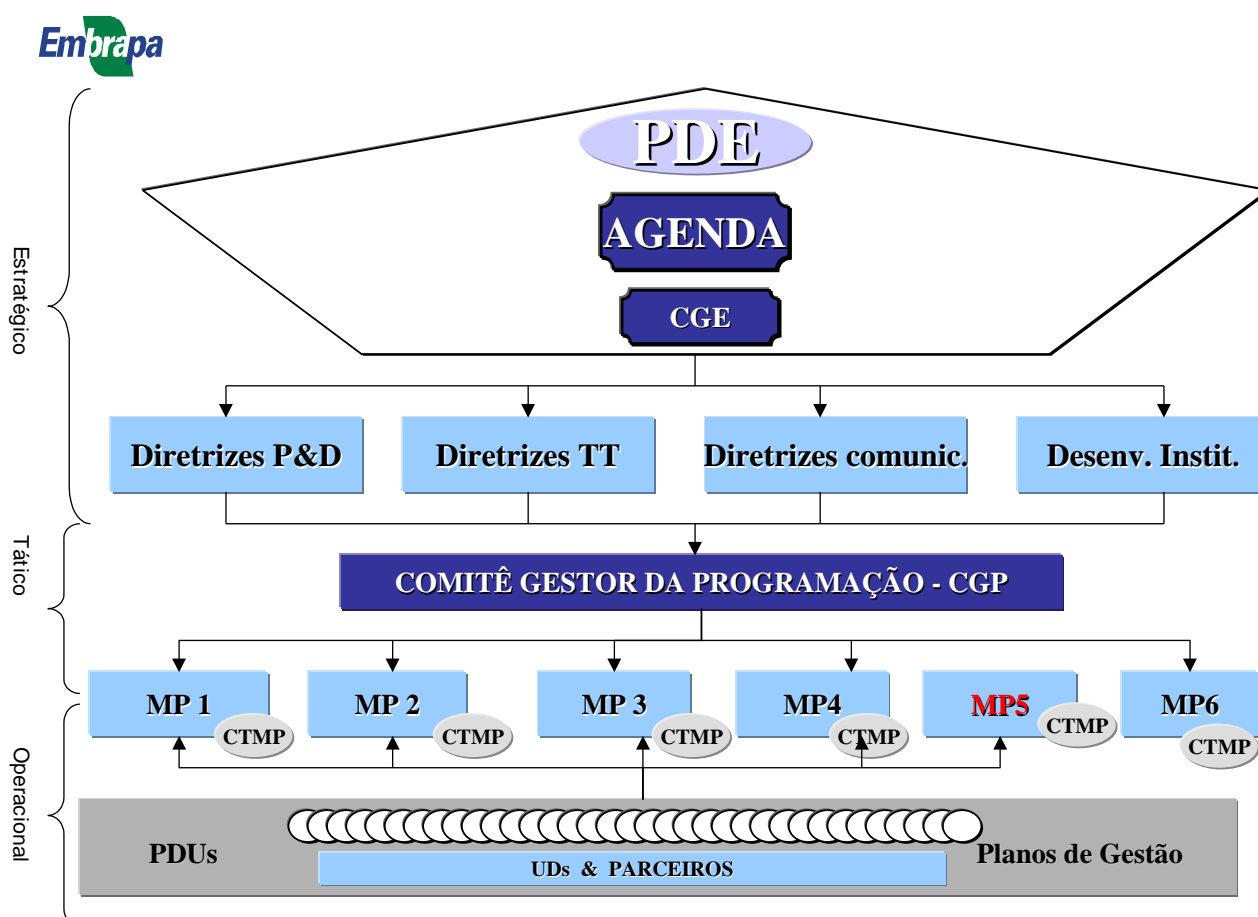 Embrapa
PDE
AGENDA
CGE
Estratégico
Diretrizes P&D
Diretrizes TT
Diretrizes comunic.
Desenv. Instit.
Tático
COMITÊ GESTOR DA PROGRAMAÇÃO - CGP
MP 1
CTMP
MP 2
CTMP
MP 3
CTMP
MP4
CTMP
MP5
CTMP
MP6
CTMP
Operacional
PDUs
UDs & PARCEIROS
Planos de Gestão